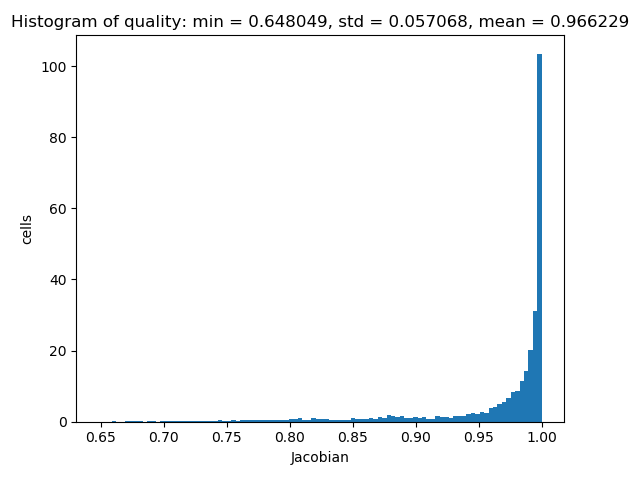 Histogram of quality: min = 0.648049, std = 0.057068, mean = 0.966229
100
80
60
40
20
0
cells
0.65 0.70 0.75 0.80 0.85 0.90 0.95 1.00
Jacobian